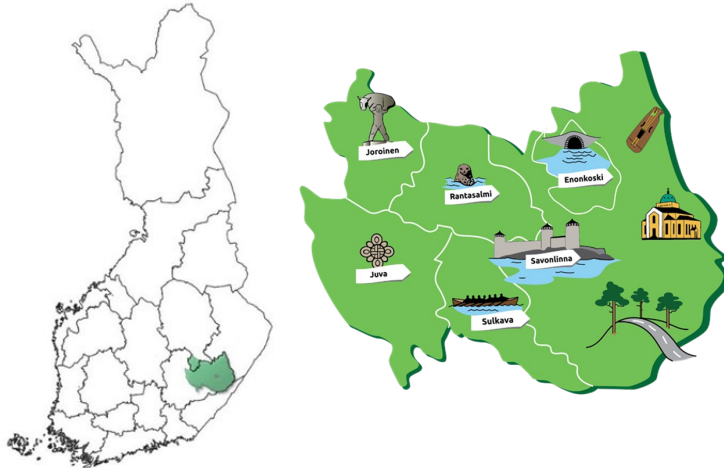 Joroinen
Rantasalmi
Enonkoski
Juva
Savonlinna
Sulkava